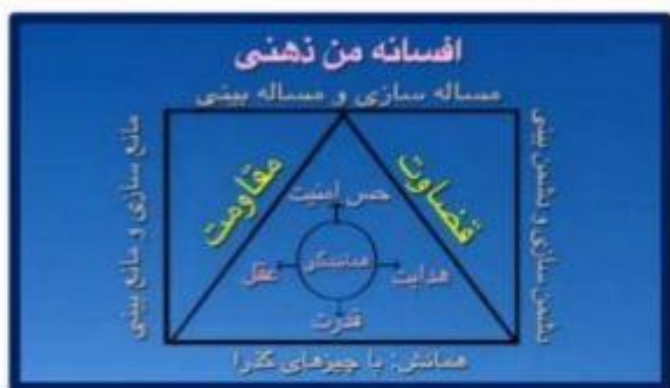 افسانه من ذهنی
مساله سازی و مساله بینی
مانع سازی و مانع بینی
مقاومت
قضاوت
دشمن سازی و دشمن بینی
حس امنیت
عقل
همانیدگی
هدایت
قدرت
همانش: با چیزهای گذرا